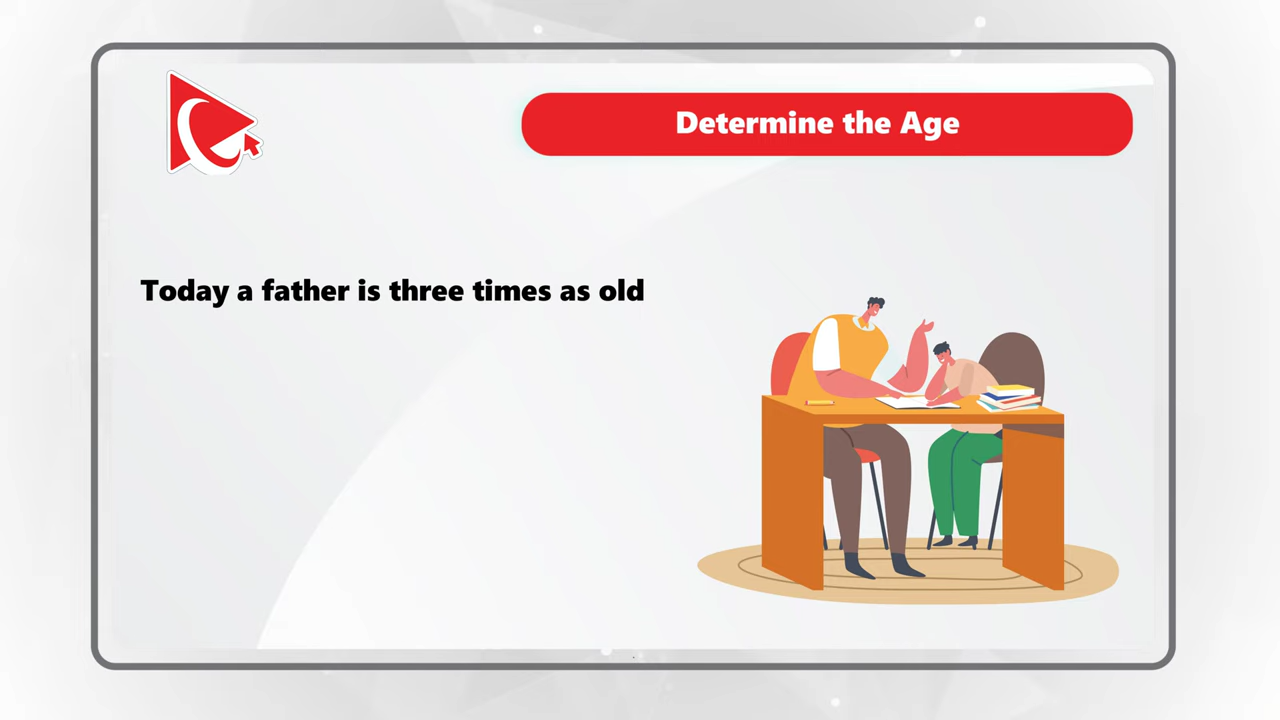 Determine the Age
Today a father is three times as old